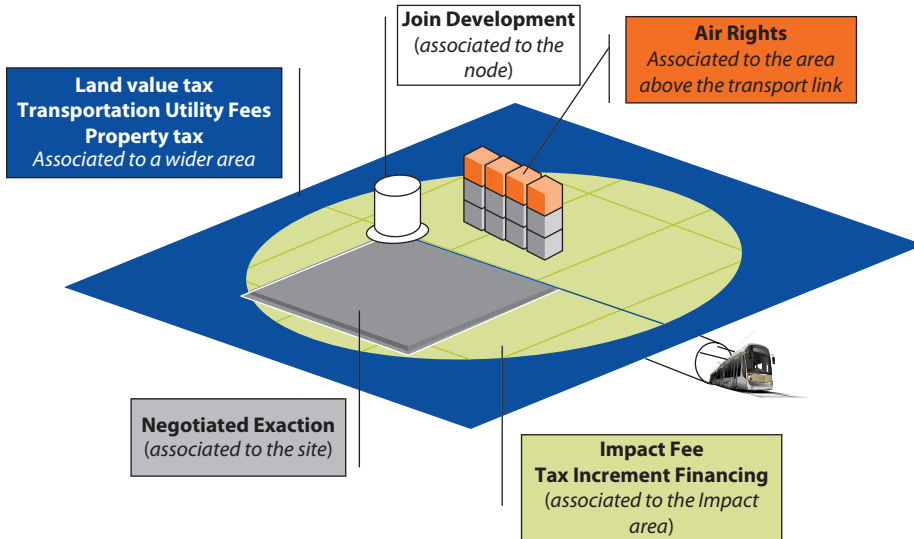 Join Development
(associated to the
node)
Air Rights
Associated to the area
above the transport link
Land value tax
Transportation Utility Fees
Property tax
Associated to a wider area
Negotiated Exaction
(associated to the site)
Impact Fee
Tax Increment Financing
(associated to the Impact
area)